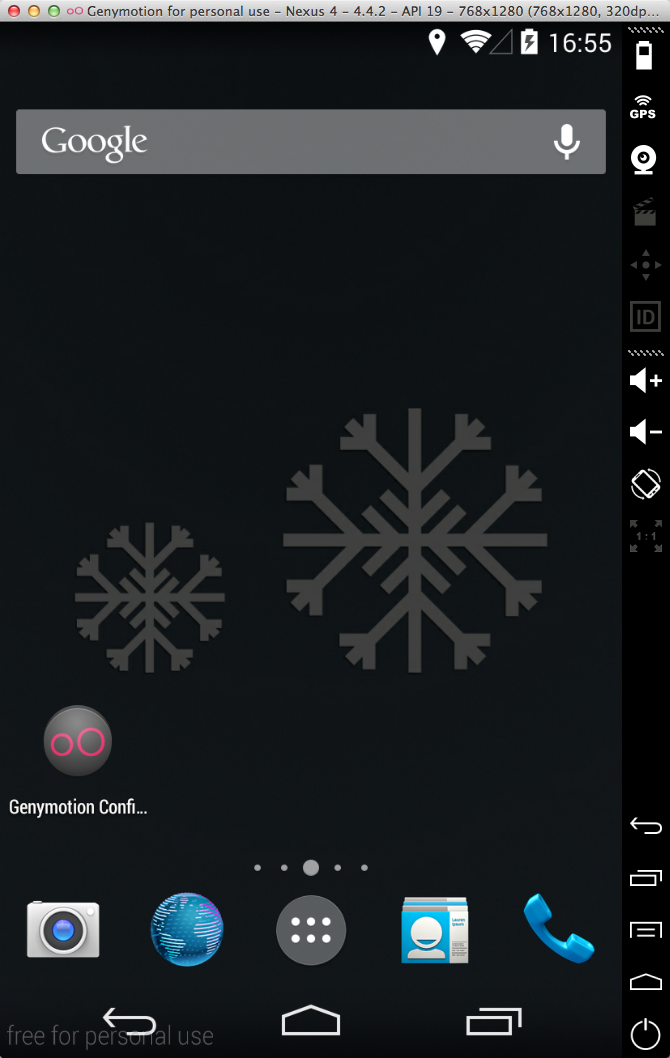 Genymotion for personal use – Nexus 4 – 4.4.2 – API 19 – 768x1280 (768x1280, 320dp...
16:55
GPS
Google
ID
1:1
Genymotion Confi...
free for personal use